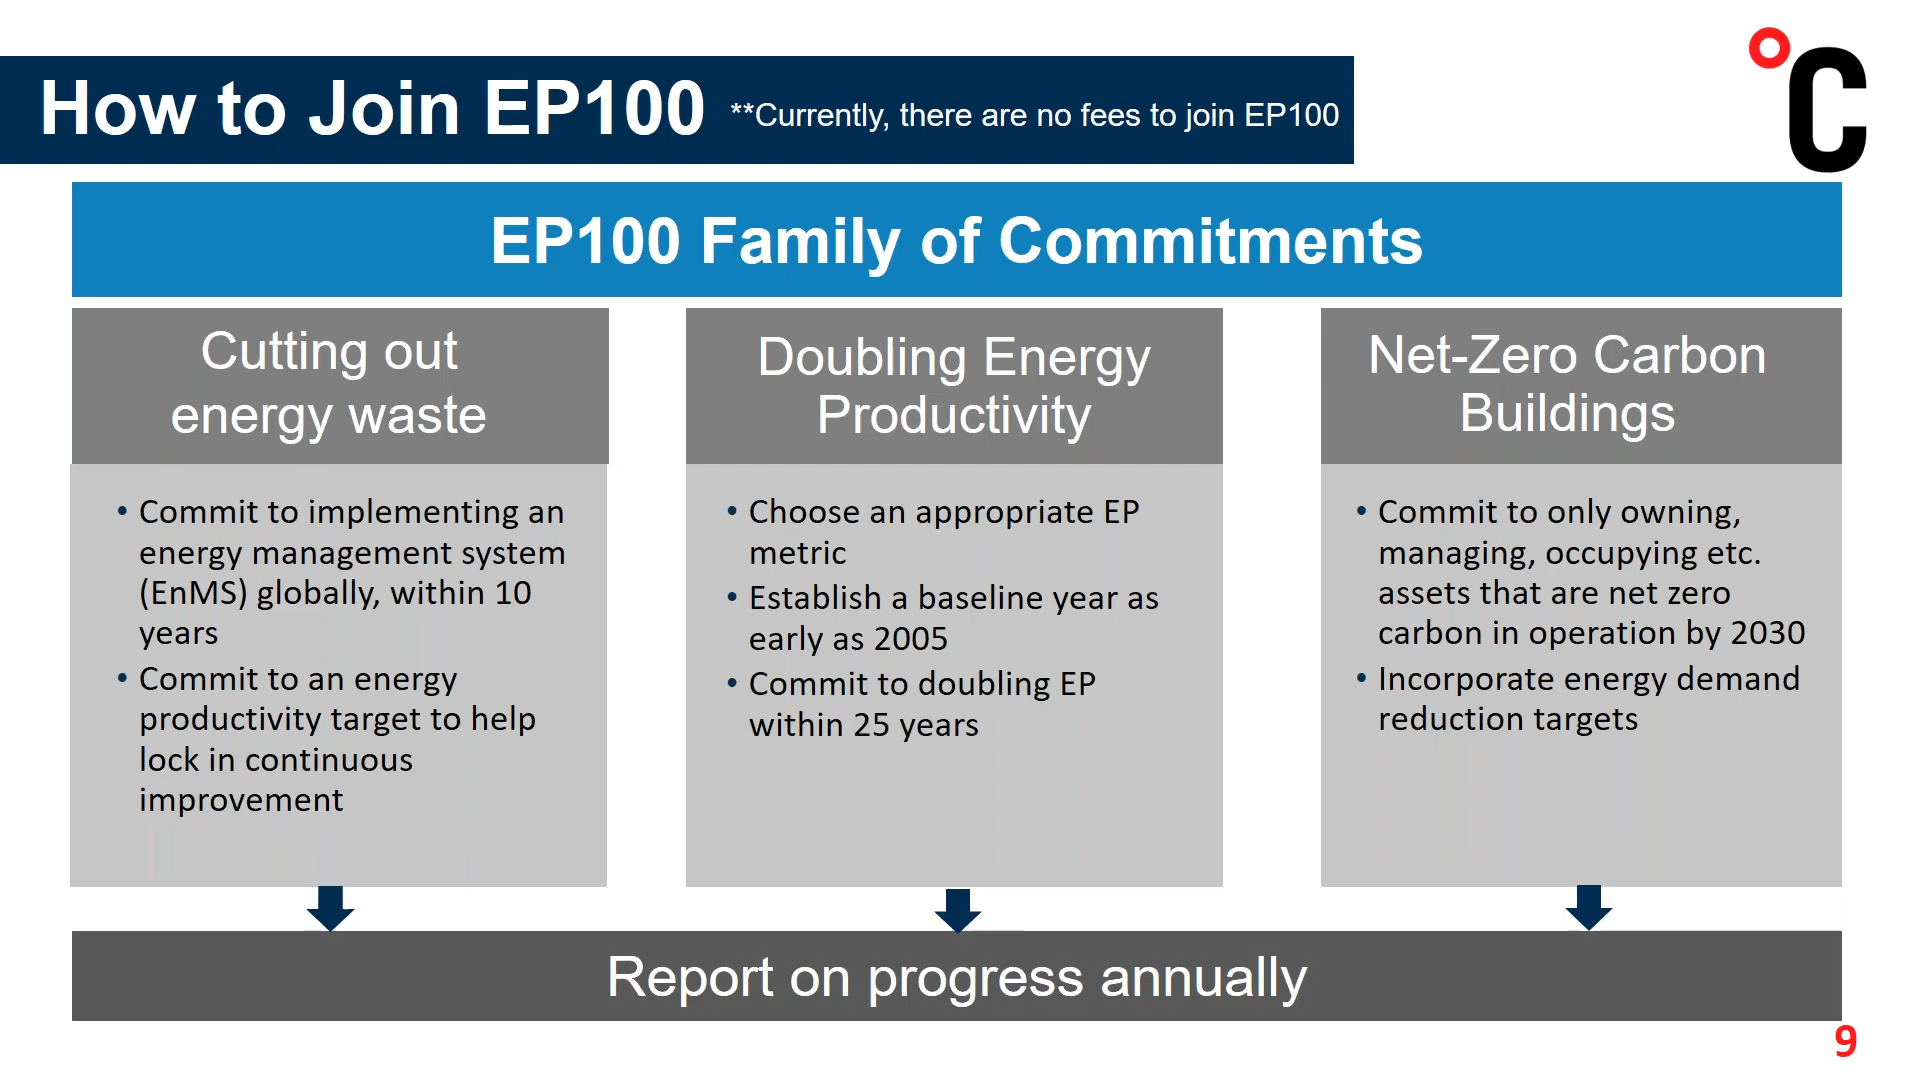 How to Join EP100 **Currently, there are no fees to join EP100
°C
EP100 Family of Commitments
Cutting out
energy waste
• Commit to implementing an
energy management system
(EnMS) globally, within 10
years
• Commit to an energy
productivity target to help
lock in continuous
improvement
Doubling Energy
Productivity
• Choose an appropriate EP
metric
• Establish a baseline year as
early as 2005
• Commit to doubling EP
within 25 years
Net-Zero Carbon
Buildings
• Commit to only owning,
managing, occupying etc.
assets that are net zero
carbon in operation by 2030
• Incorporate energy demand
reduction targets
Report on progress annually
9